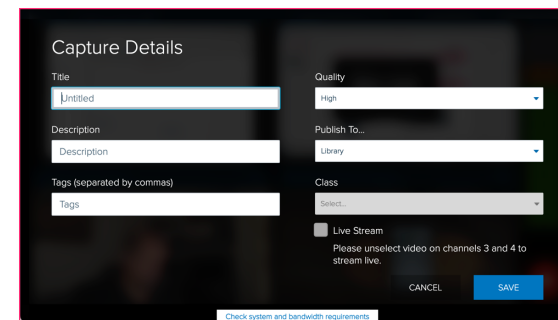 Capture Details
Title
Untitled
Description
Description
Tags (separated by commas)
Tags
Quality
High
Publish To...
Library
Class
Select...
Live Stream
Please unselect video on channels 3 and 4 to
stream live.
CANCEL
SAVE
Check system and bandwidth requirements